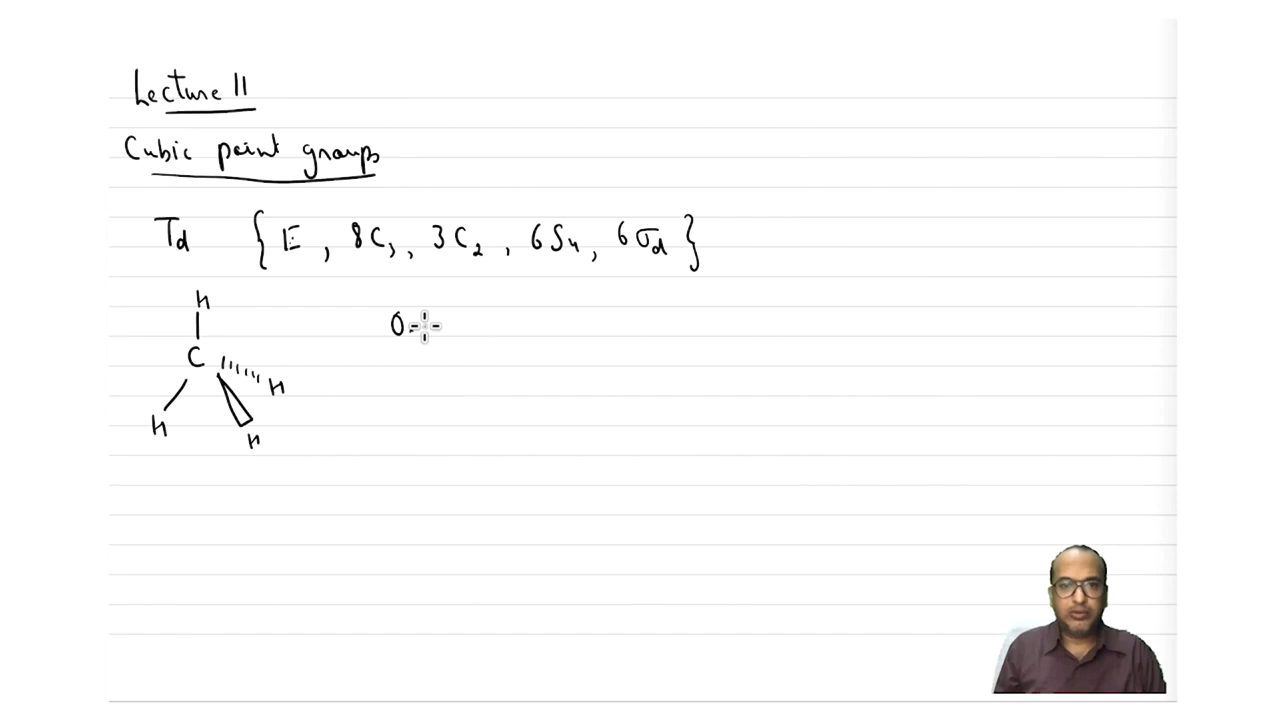 Lecture 11
Cubic point groups
Td { E , 8C3 , 3C2 , 6S4 , 6σd }
H
O
C
H
H
H